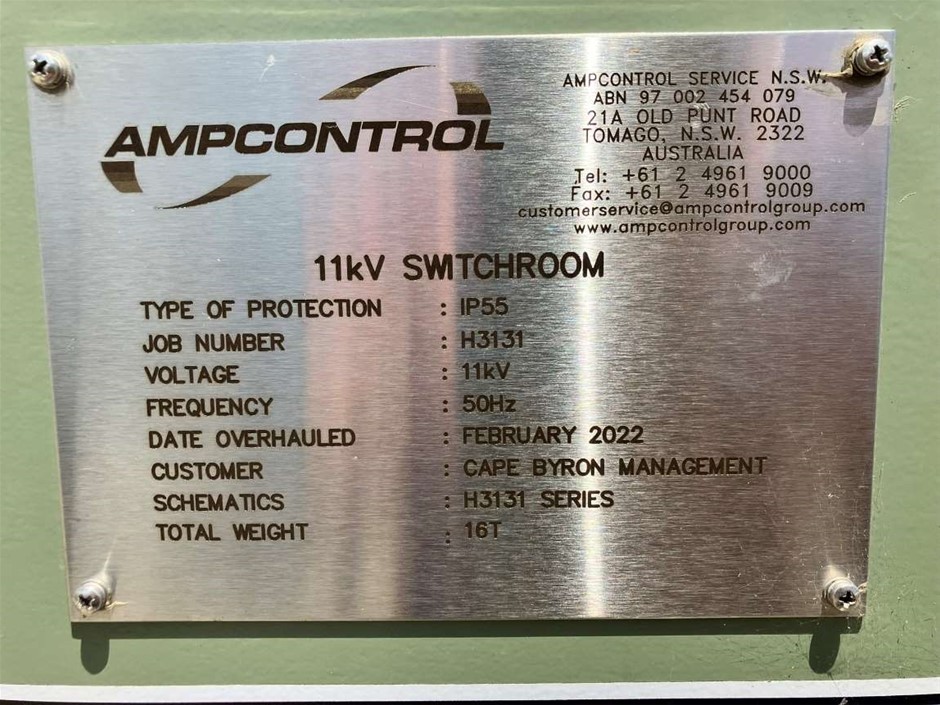 AMPCONTROL
AMPCONTROL SERVICE N.S.W.
ABN 97 002 454 079
21A OLD PUNT ROAD
TOMAGO, N.S.W. 2322
AUSTRALIA
Tel: +61 2 4961 9000
Fax: +61 2 4961 9009
customerservice@ampcontrolgroup.com
www.ampcontrolgroup.com
11kV SWITCHROOM
TYPE OF PROTECTION : IP55
JOB NUMBER : H3131
VOLTAGE : 11kV
FREQUENCY : 50Hz
DATE OVERHAULED : FEBRUARY 2022
CUSTOMER : CAPE BYRON MANAGEMENT
SCHEMATICS : H3131 SERIES
TOTAL WEIGHT : 16T